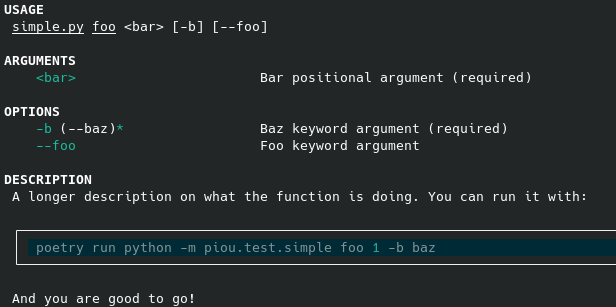 USAGE
simple.py foo <bar> [-b] [--foo]
ARGUMENTS
<bar> Bar positional argument (required)
OPTIONS
-b (--baz)* Baz keyword argument (required)
--foo Foo keyword argument
DESCRIPTION
A longer description on what the function is doing. You can run it with:
poetry run python -m piou.test.simple foo 1 -b baz
And you are good to go!